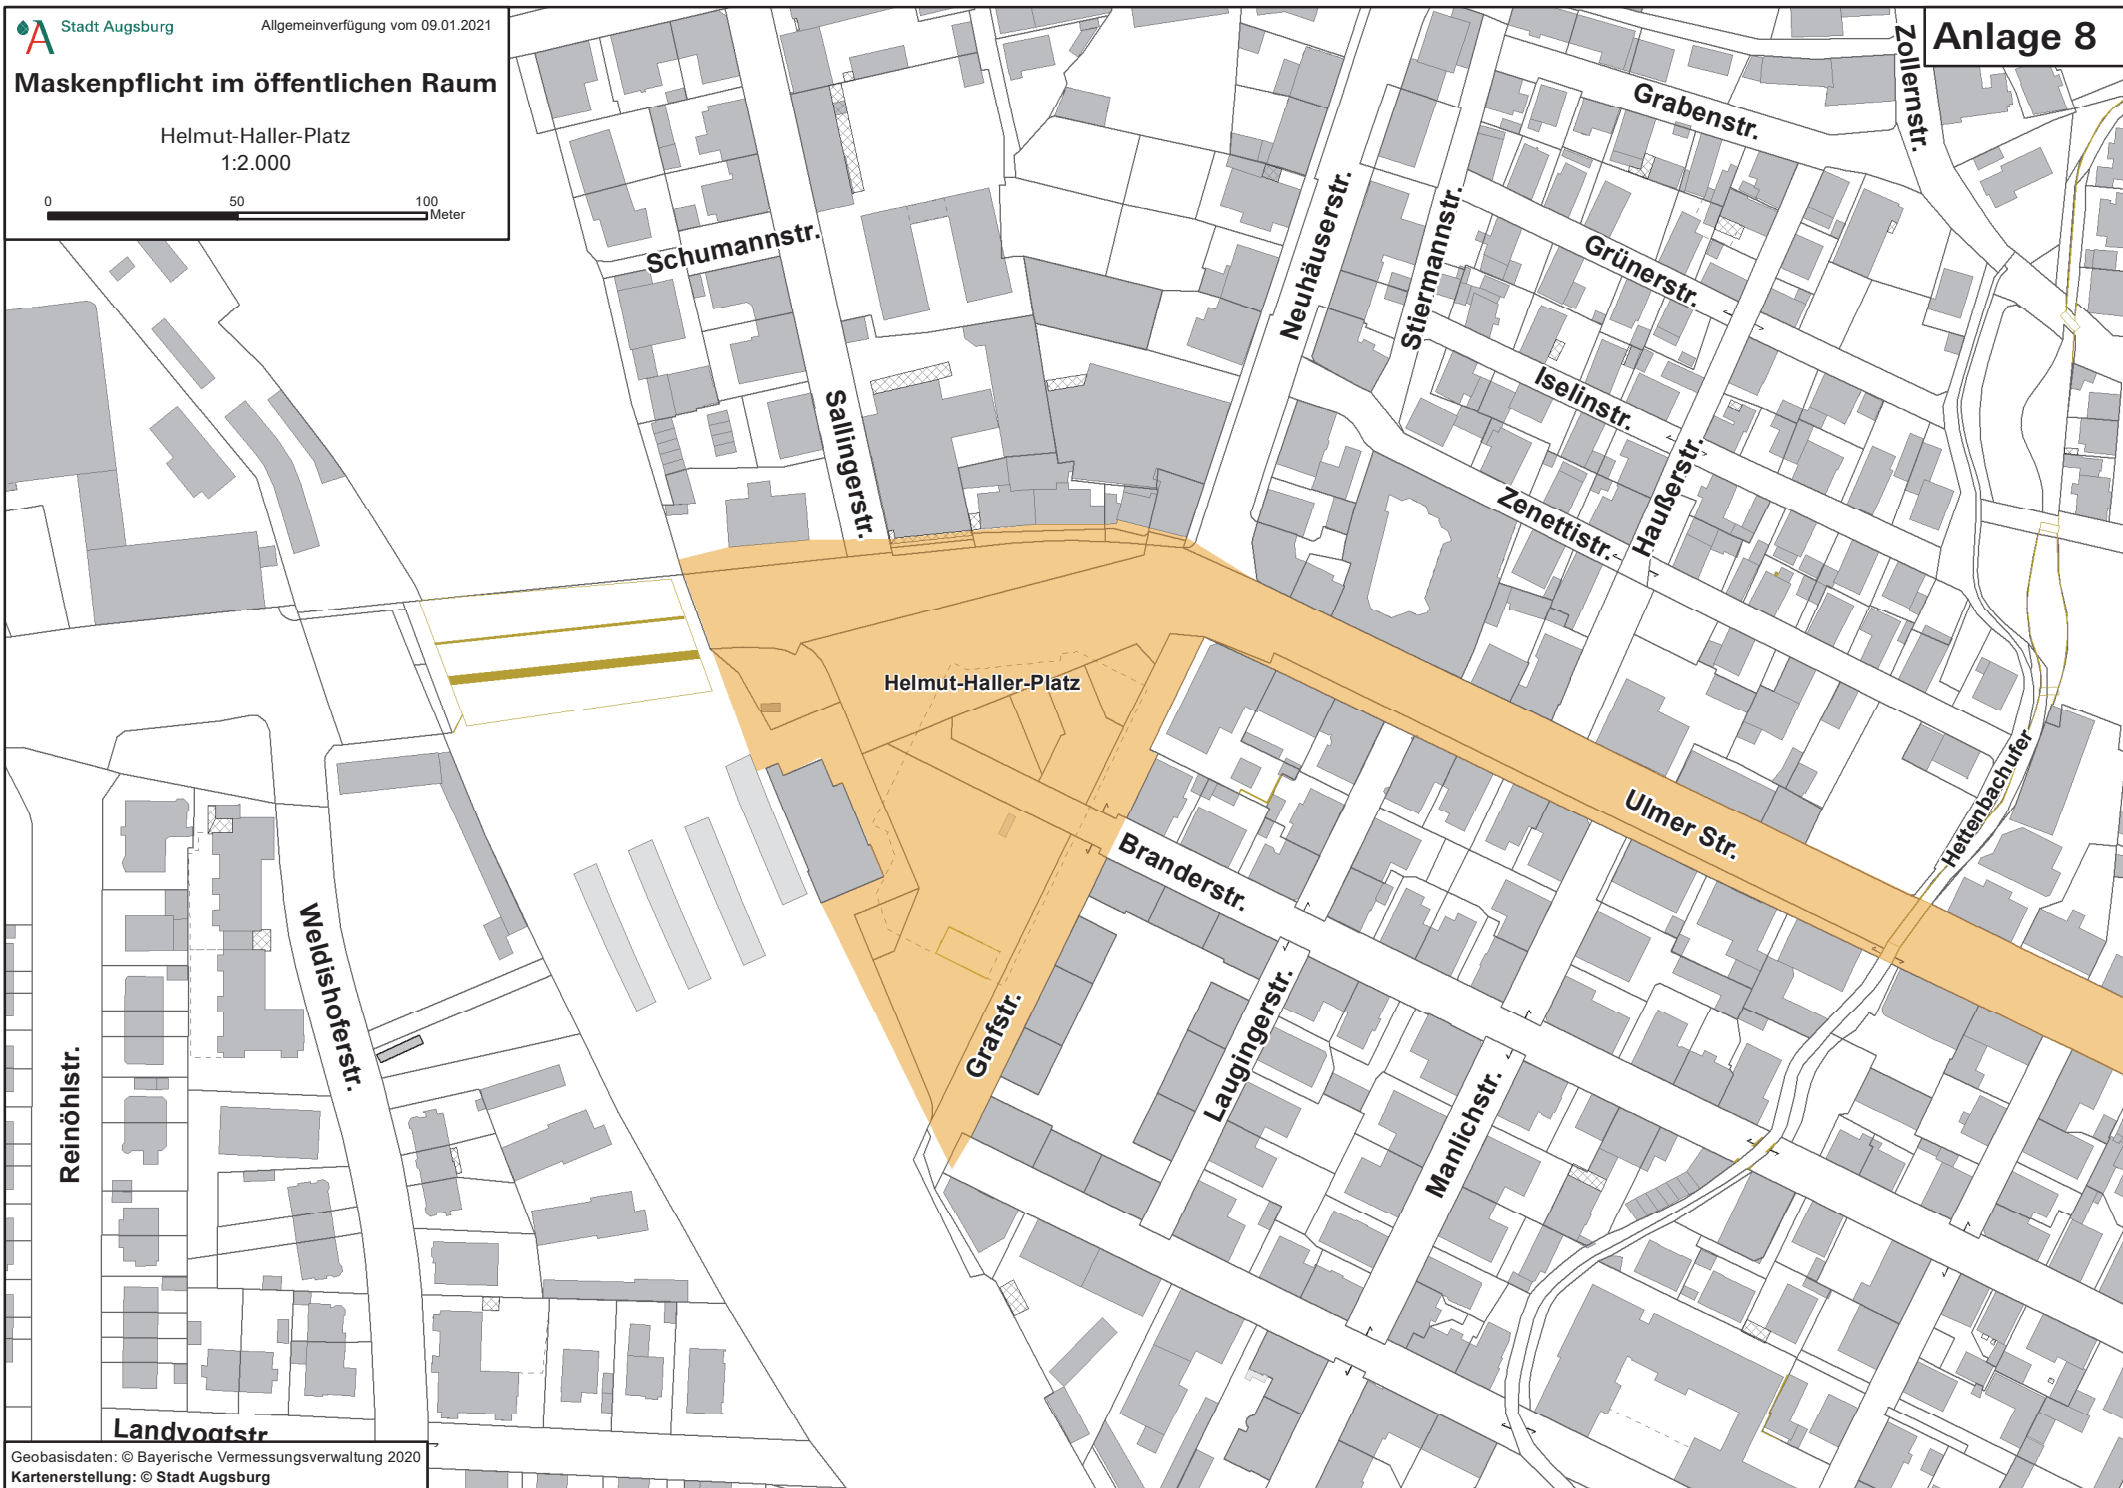 Stadt Augsburg
Allgemeinverfügung vom 09.01.2021
Maskenpflicht im öffentlichen Raum
Helmut-Haller-Platz
1:2.000
0 50 100
Meter
Anlage 8
Zollernstr.
Grabenstr.
Schumannstr.
Neuhäuserstr.
Stiermannstr.
Grünerstr.
Iselinstr.
Sallingerstr.
Zenettistr.
Haußerstr.
Helmut-Haller-Platz
Ulmer Str.
Hettenbachufer
Branderstr.
Weldishoferstr.
Grafstr.
Laugingerstr.
Manlichstr.
Reinöhlstr.
Landvogtstr.
Geobasisdaten: © Bayerische Vermessungsverwaltung 2020
Kartenerstellung: © Stadt Augsburg